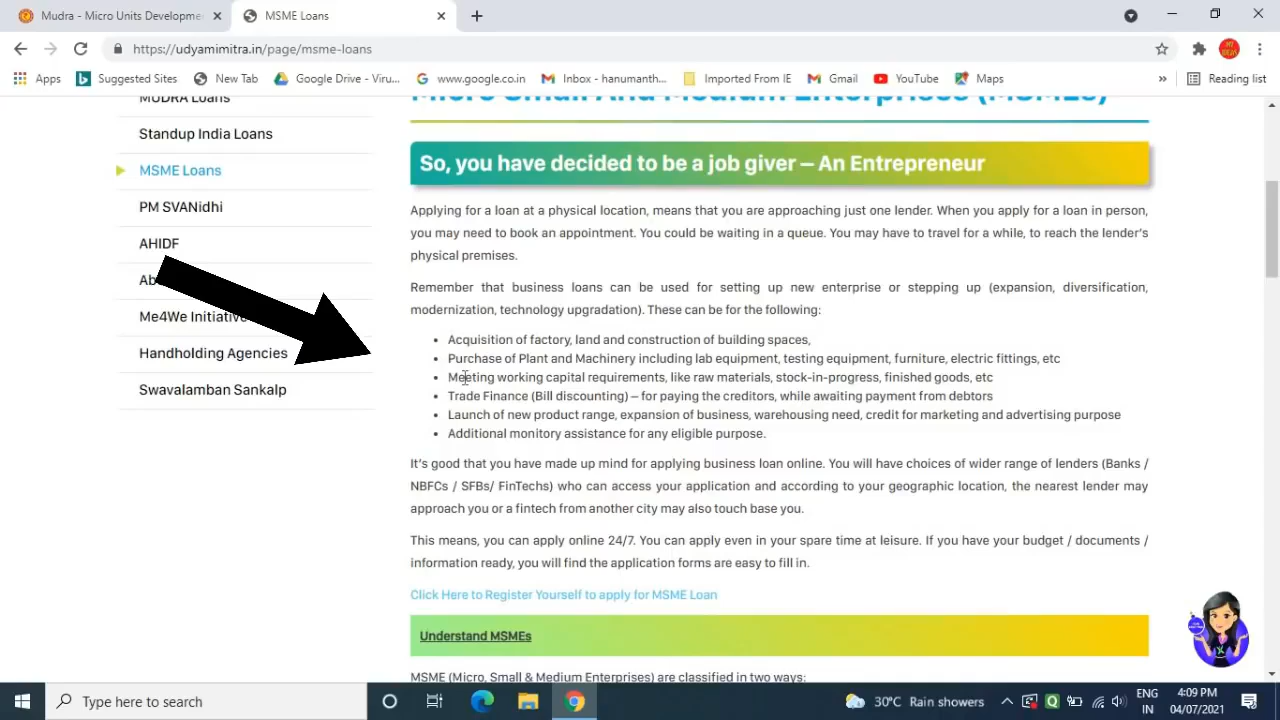 Mudra - Micro Units Developme
MSME Loans
https://udyamimitra.in/page/msme-loans
Apps
Suggested Sites
New Tab
Google Drive - Viru...
www.google.co.in
Inbox - hanumanth...
Imported From IE
Gmail
YouTube
Maps
»
Reading list
MUDRA Loans
Standup India Loans
MSME Loans
PM SVANidhi
AHIDF
Me4We Initiative
Handholding Agencies
Swavalamban Sankalp
Micro Small And Medium Enterprises (MSMEs)
So, you have decided to be a job giver – An Entrepreneur
Applying for a loan at a physical location, means that you are approaching just one lender. When you apply for a loan in person,
you may need to book an appointment. You could be waiting in a queue. You may have to travel for a while, to reach the lender's
physical premises.
Remember that business loans can be used for setting up new enterprise or stepping up (expansion, diversification,
modernization, technology upgradation). These can be for the following:
• Acquisition of factory, land and construction of building spaces,
• Purchase of Plant and Machinery including lab equipment, testing equipment, furniture, electric fittings, etc
• Meeting working capital requirements, like raw materials, stock-in-progress, finished goods, etc
• Trade Finance (Bill discounting) – for paying the creditors, while awaiting payment from debtors
• Launch of new product range, expansion of business, warehousing need, credit for marketing and advertising purpose
• Additional monitory assistance for any eligible purpose.
It's good that you have made up mind for applying business loan online. You will have choices of wider range of lenders (Banks /
NBFCs / SFBs/ FinTechs) who can access your application and according to your geographic location, the nearest lender may
approach you or a fintech from another city may also touch base you.
This means, you can apply online 24/7. You can apply even in your spare time at leisure. If you have your budget / documents /
information ready, you will find the application forms are easy to fill in.
Click Here to Register Yourself to apply for MSME Loan
Understand MSMEs
MSME (Micro, Small & Medium Enterprises) are classified in two ways:
Type here to search
30°C Rain showers
ENG
IN
4:09 PM
04/07/2021